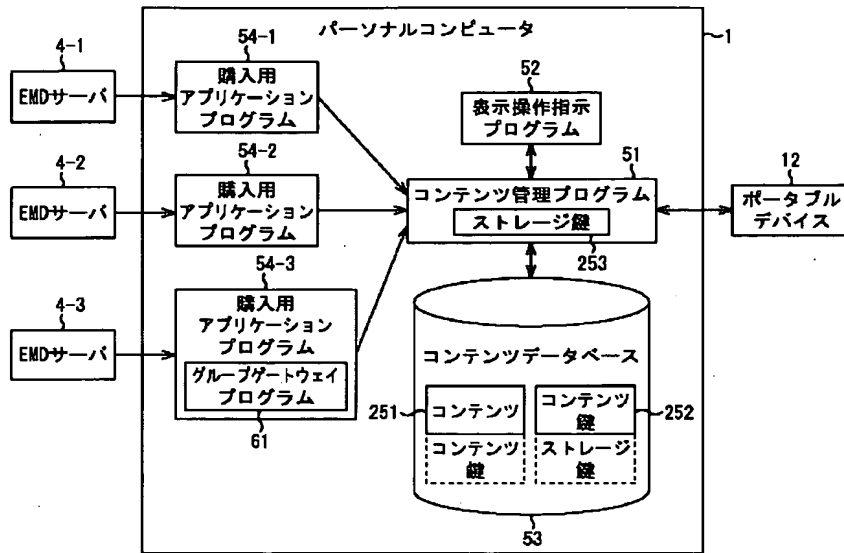 パーソナルコンピュータ
1
4-1
EMDサーバ
54-1
購入用
アプリケーション
プログラム
52
表示操作指示
プログラム
4-2
EMDサーバ
54-2
購入用
アプリケーション
プログラム
51
コンテンツ管理プログラム
ストレージ鍵
253
12
ポータブル
デバイス
4-3
EMDサーバ
54-3
購入用
アプリケーション
プログラム
グループゲートウェイ
プログラム
61
コンテンツデータベース
251
コンテンツ
コンテンツ
鍵
252
コンテンツ
鍵
ストレージ
鍵
53